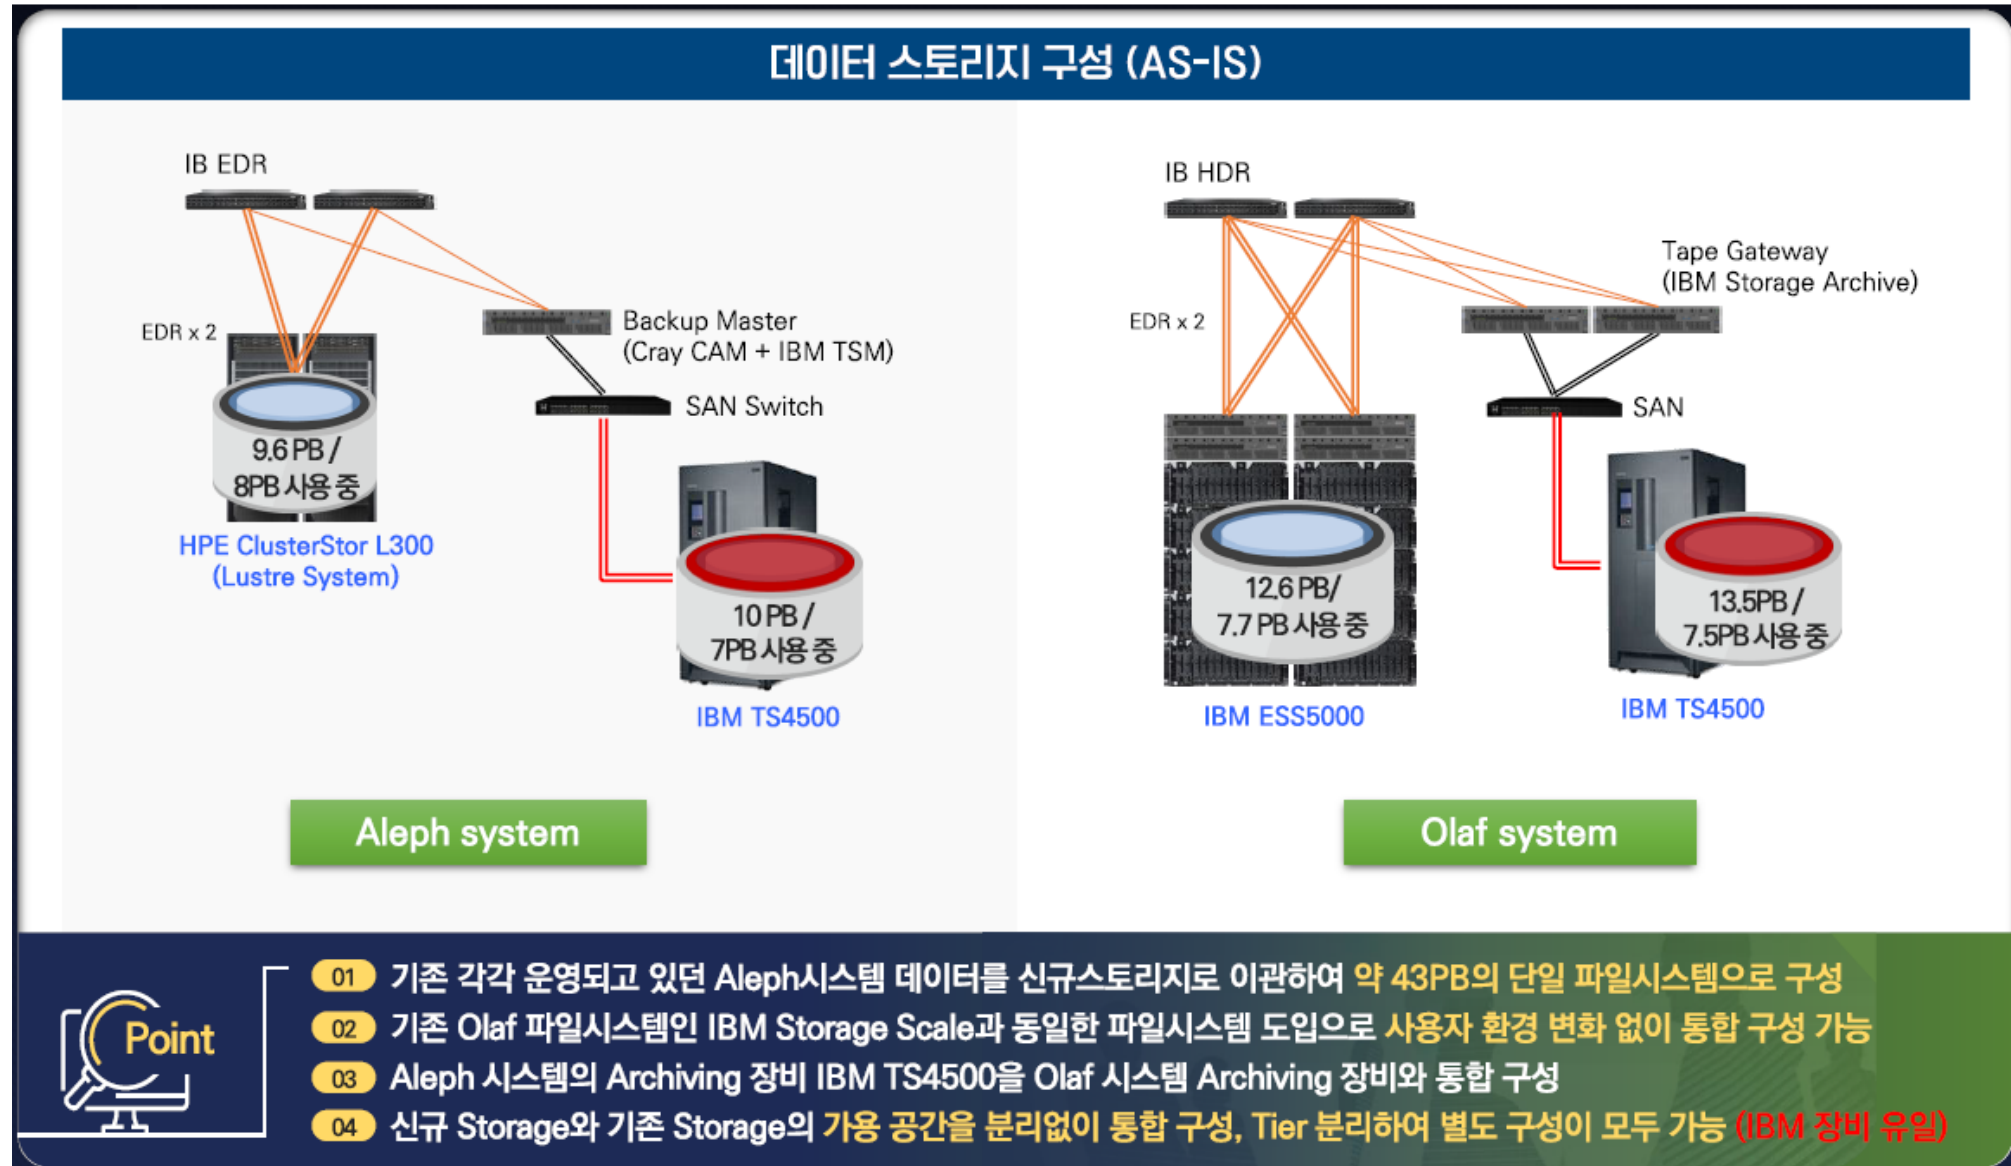 데이터 스토리지 구성 (AS-IS)
IB EDR
EDR x 2
Backup Master
(Cray CAM + IBM TSM)
SAN Switch
9.6 PB /
8PB 사용 중
HPE ClusterStor L300
(Lustre System)
10 PB /
7PB 사용 중
IBM TS4500
Aleph system
IB HDR
Tape Gateway
(IBM Storage Archive)
EDR x 2
SAN
12.6 PB/
7.7 PB 사용 중
IBM ESS5000
13.5PB /
7.5PB 사용 중
IBM TS4500
Olaf system
Point
01 기존 각각 운영되고 있던 Aleph시스템 데이터를 신규스토리지로 이관하여 약 43PB의 단일 파일시스템으로 구성
02 기존 Olaf 파일시스템인 IBM Storage Scale과 동일한 파일시스템 도입으로 사용자 환경 변화 없이 통합 구성 가능
03 Aleph 시스템의 Archiving 장비 IBM TS4500을 Olaf 시스템 Archiving 장비와 통합 구성
04 신규 Storage와 기존 Storage의 가용 공간을 분리없이 통합 구성, Tier 분리하여 별도 구성이 모두 가능 (IBM 장비 유일)